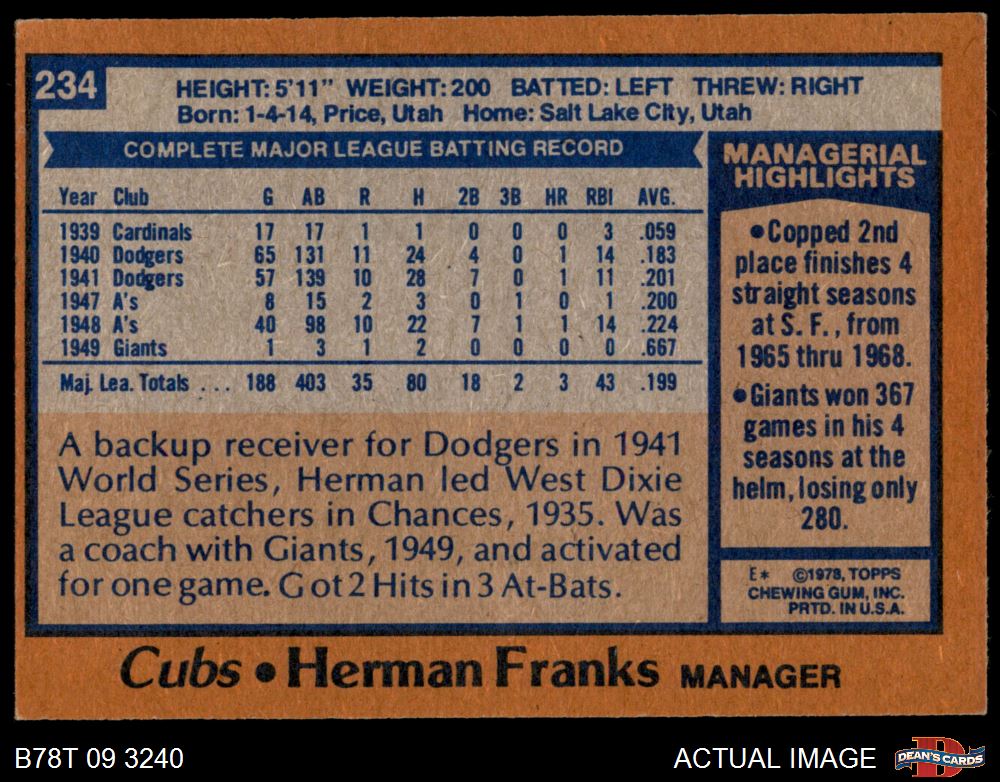 234
HEIGHT: 5'11" WEIGHT: 200 BATTED: LEFT THREW: RIGHT
Born: 1-4-14, Price, Utah Home: Salt Lake City, Utah
COMPLETE MAJOR LEAGUE BATTING RECORD
Year Club G AB R H 2B 3B HR RBI AVG.
1939 Cardinals 17 17 1 1 0 0 0 3 .059
1940 Dodgers 65 131 11 24 4 0 1 14 .183
1941 Dodgers 57 139 10 28 7 0 1 11 .201
1947 A's 8 15 2 3 0 1 0 1 .200
1948 A's 40 98 10 22 7 1 1 14 .224
1949 Giants 1 3 1 2 0 0 0 0 .667
Maj. Lea. Totals ... 188 403 35 80 18 2 3 43 .199
A backup receiver for Dodgers in 1941
World Series, Herman led West Dixie
League catchers in Chances, 1935. Was
a coach with Giants, 1949, and activated
for one game. Got 2 Hits in 3 At-Bats.
MANAGERIAL
HIGHLIGHTS
•Copped 2nd
place finishes 4
straight seasons
at S. F., from
1965 thru 1968.
•Giants won 367
games in his 4
seasons at the
helm, losing only
280.
E* ©1978, TOPPS
CHEWING GUM, INC.
PRTD. IN U.S.A.
Cubs • Herman Franks MANAGER
B78T 09 3240
ACTUAL IMAGE
D
DEAN'S CARDS